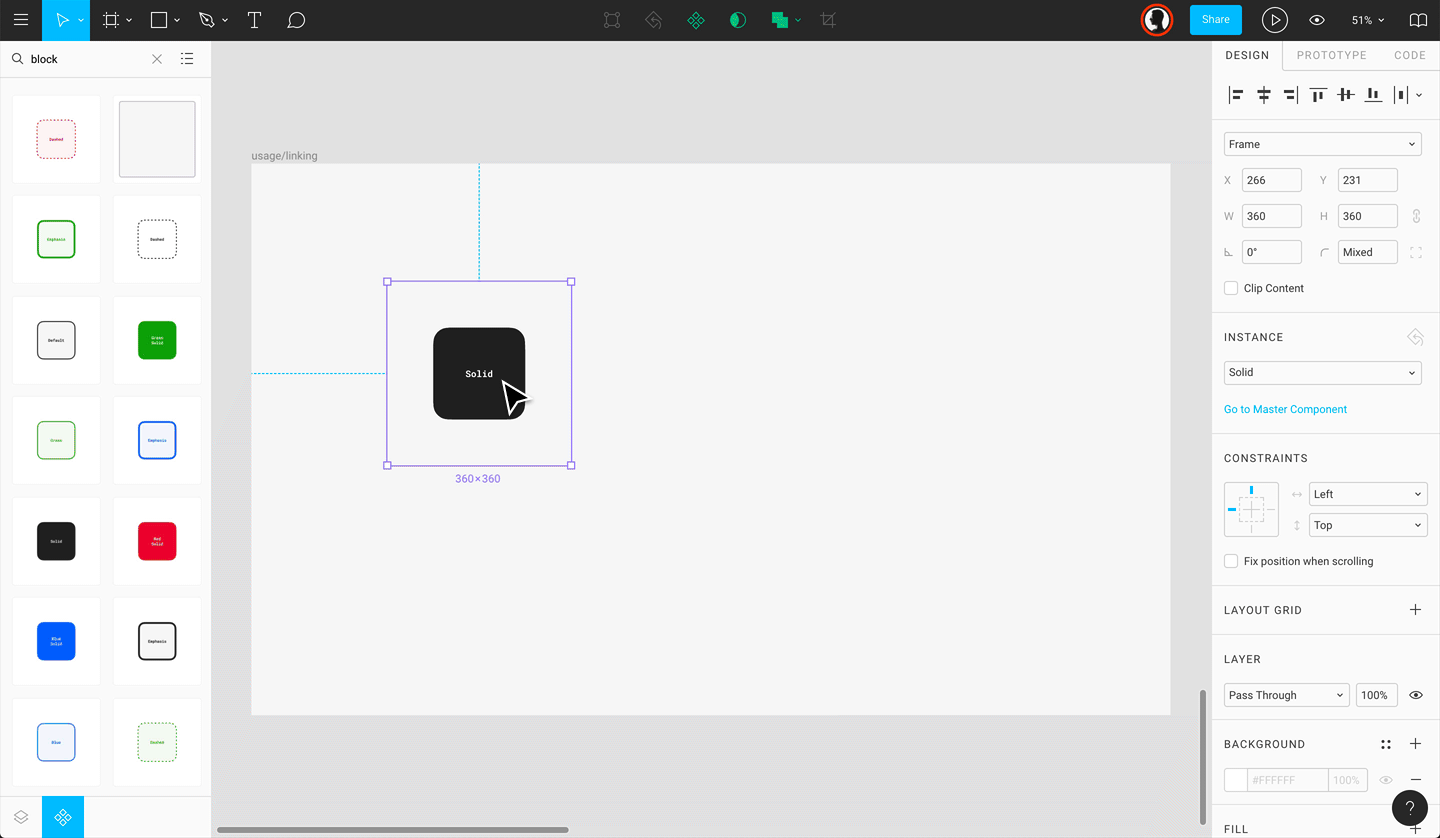 Share
51%
block
DESIGN
PROTOTYPE
CODE
Dashed
usage/linking
Frame
X 266 Y 231
W 360 H 360
0° Mixed
Clip Content
Emphasis
Dashed
Default
Green
Solid
INSTANCE
Solid
Solid
Go to Master Component
Green
Emphasis
360×360
CONSTRAINTS
Left
Top
Solid
Red
Solid
Fix position when scrolling
LAYOUT GRID
Blue
Solid
Emphasis
LAYER
Pass Through 100%
Blue
Dashed
BACKGROUND
#FFFFFF 100%
?
FILL